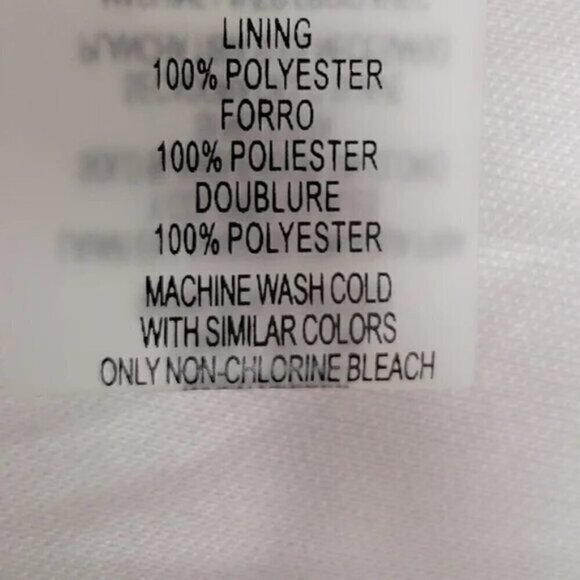 LINING
100% POLYESTER
FORRO
100% POLIESTER
DOUBLURE
100% POLYESTER
MACHINE WASH COLD
WITH SIMILAR COLORS
ONLY NON-CHLORINE BLEACH